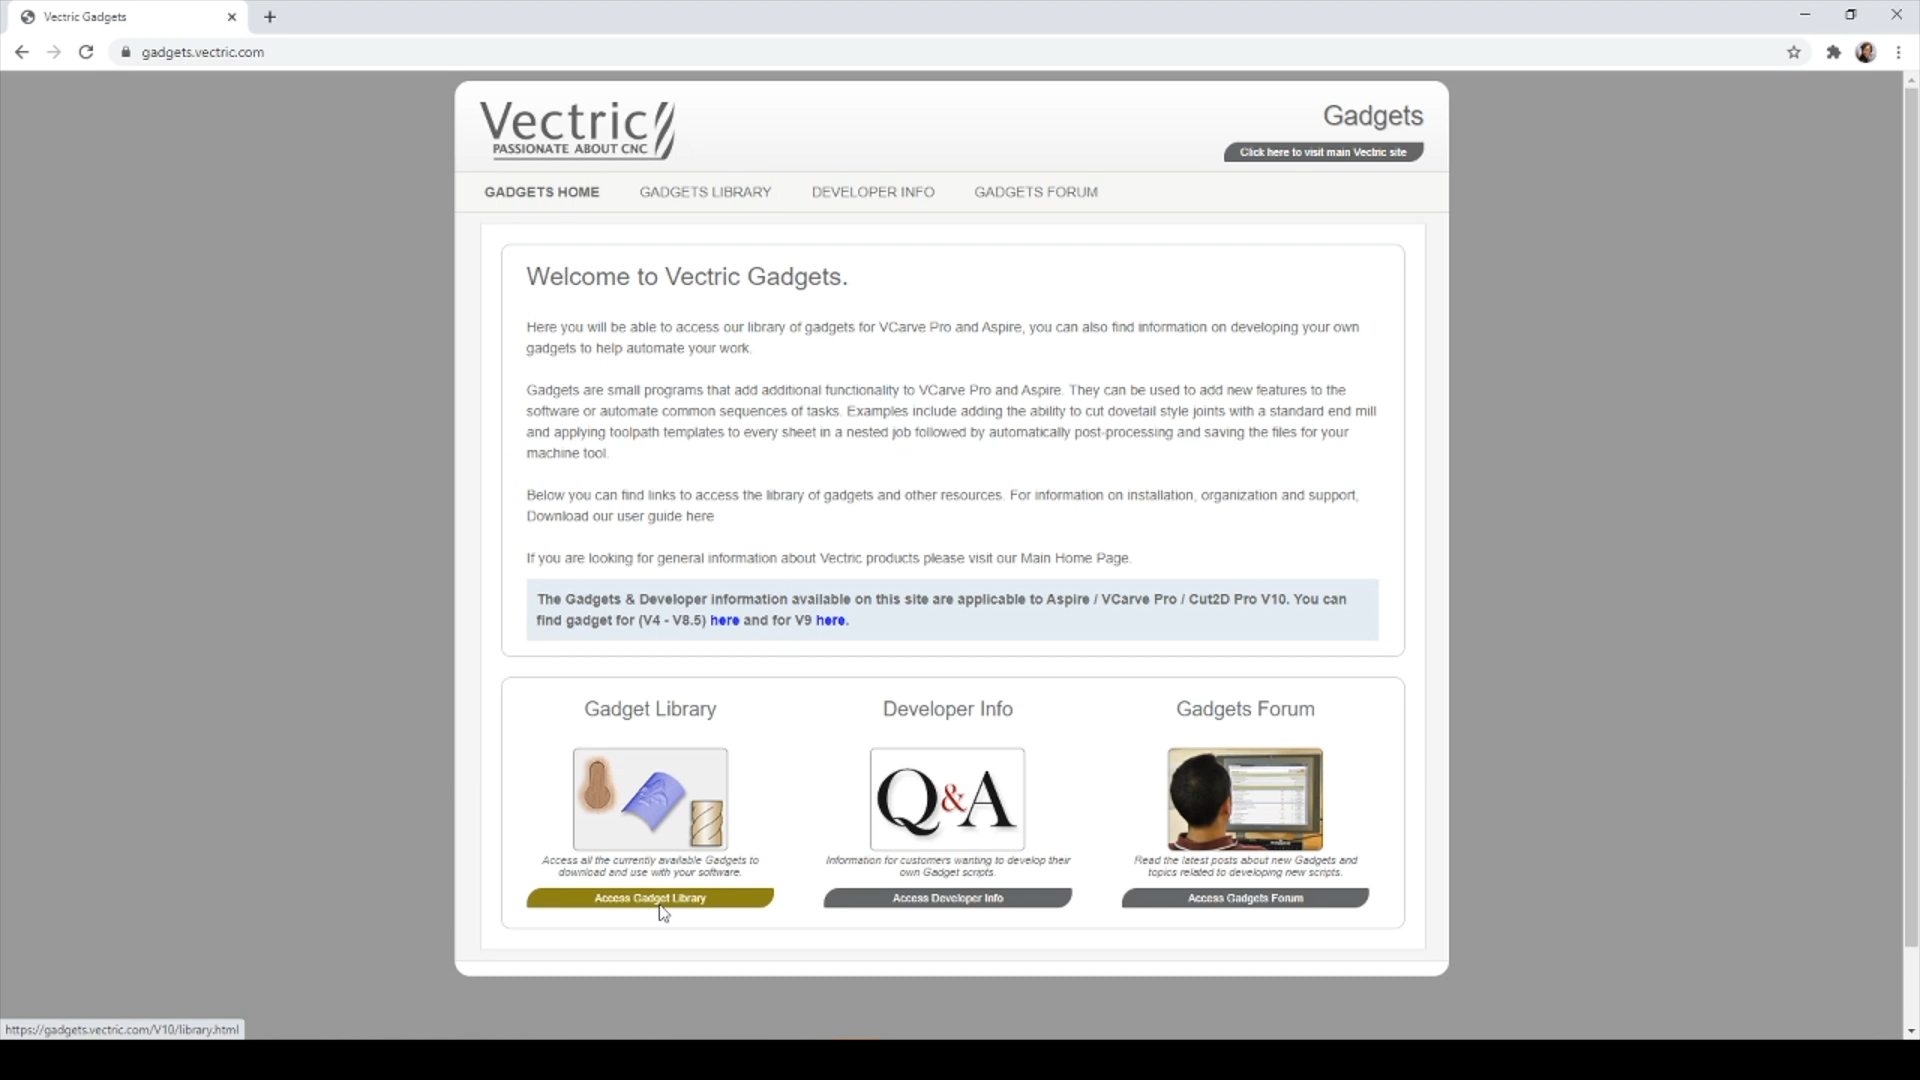 Vectric Gadgets
gadgets.vectric.com
Vectric
PASSIONATE ABOUT CNC
Gadgets
Click here to visit main Vectric site
GADGETS HOME GADGETS LIBRARY DEVELOPER INFO GADGETS FORUM
Welcome to Vectric Gadgets.
Here you will be able to access our library of gadgets for VCarve Pro and Aspire, you can also find information on developing your own
gadgets to help automate your work.
Gadgets are small programs that add additional functionality to VCarve Pro and Aspire. They can be used to add new features to the
software or automate common sequences of tasks. Examples include adding the ability to cut dovetail style joints with a standard end mill
and applying toolpath templates to every sheet in a nested job followed by automatically post-processing and saving the files for your
machine tool.
Below you can find links to access the library of gadgets and other resources. For information on installation, organization and support,
Download our user guide here
If you are looking for general information about Vectric products please visit our Main Home Page.
The Gadgets & Developer information available on this site are applicable to Aspire / VCarve Pro / Cut2D Pro V10. You can
find gadget for (V4 - V8.5) here and for V9 here.
Gadget Library
Access all the currently available Gadgets to
download and use with your software.
Access Gadget Library
Developer Info
Q&A
Information for customers wanting to develop their
own Gadget scripts.
Access Developer Info
Gadgets Forum
Read the latest posts about new Gadgets and
topics related to developing new scripts.
Access Gadgets Forum
https://gadgets.vectric.com/V10/library.html